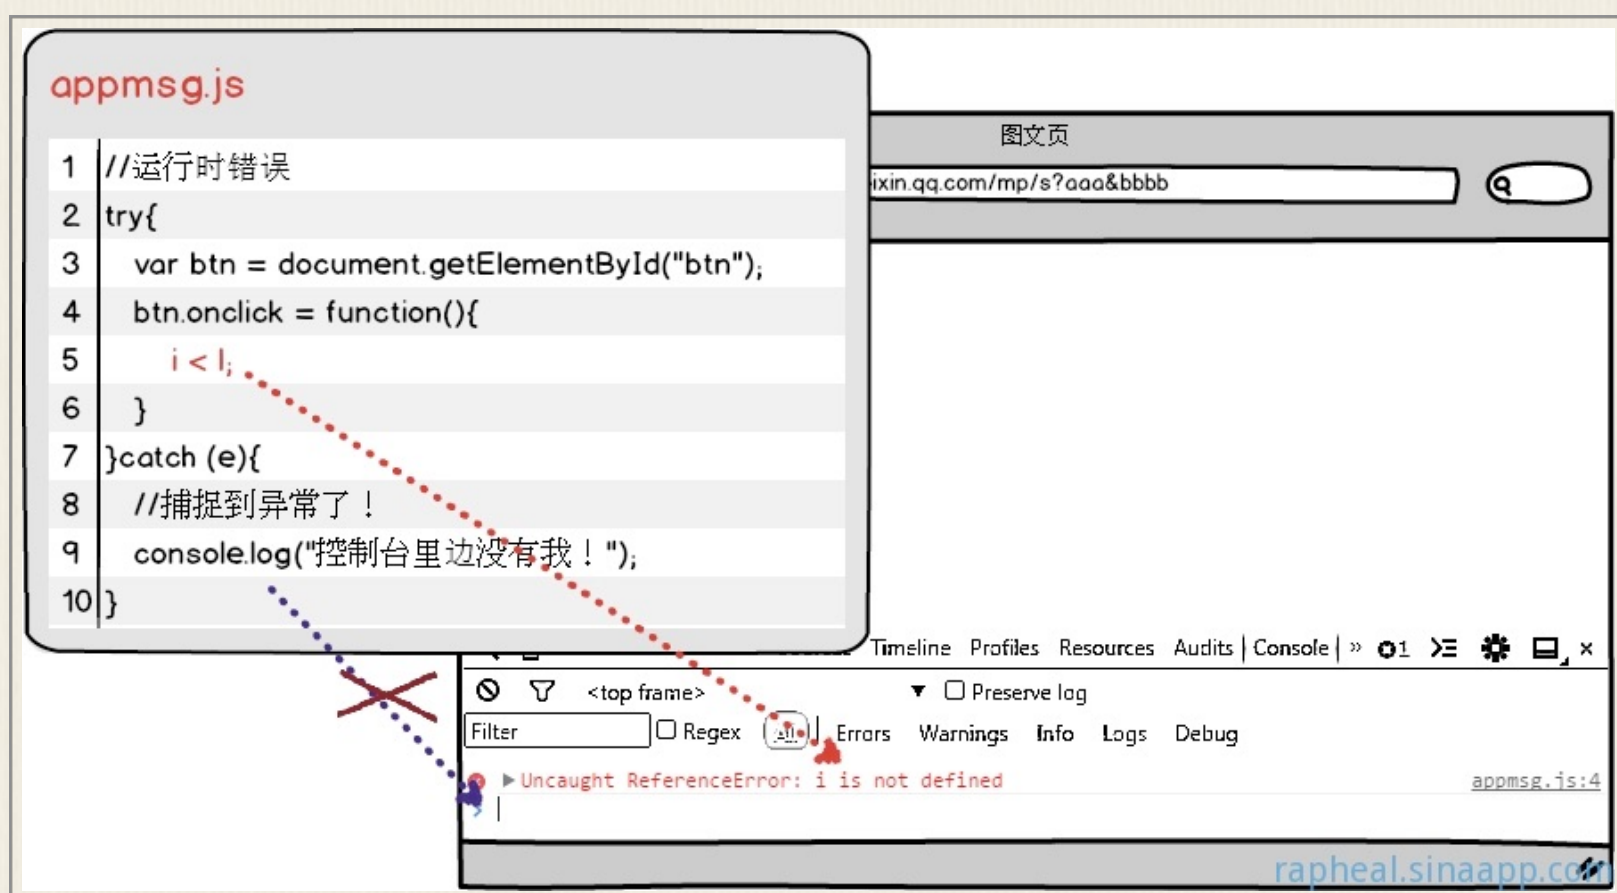 appmsg.js
图文页
ixin.qq.com/mp/s?aaa&bbbb
1 //运行时错误
2 try{
3 var btn = document.getElementById("btn");
4 btn.onclick = function(){
5 i < l;
6 }
7 }catch (e){
8 //捕捉到异常了！
9 console.log("控制台里边没有我！");
10 }
Timeline Profiles Resources Audits Console » 1 ×
<top frame> ▼ Preserve log
Filter Regex All Errors Warnings Info Logs Debug
Uncaught ReferenceError: i is not defined appmsg.js:4
rapheal.sinaapp.com